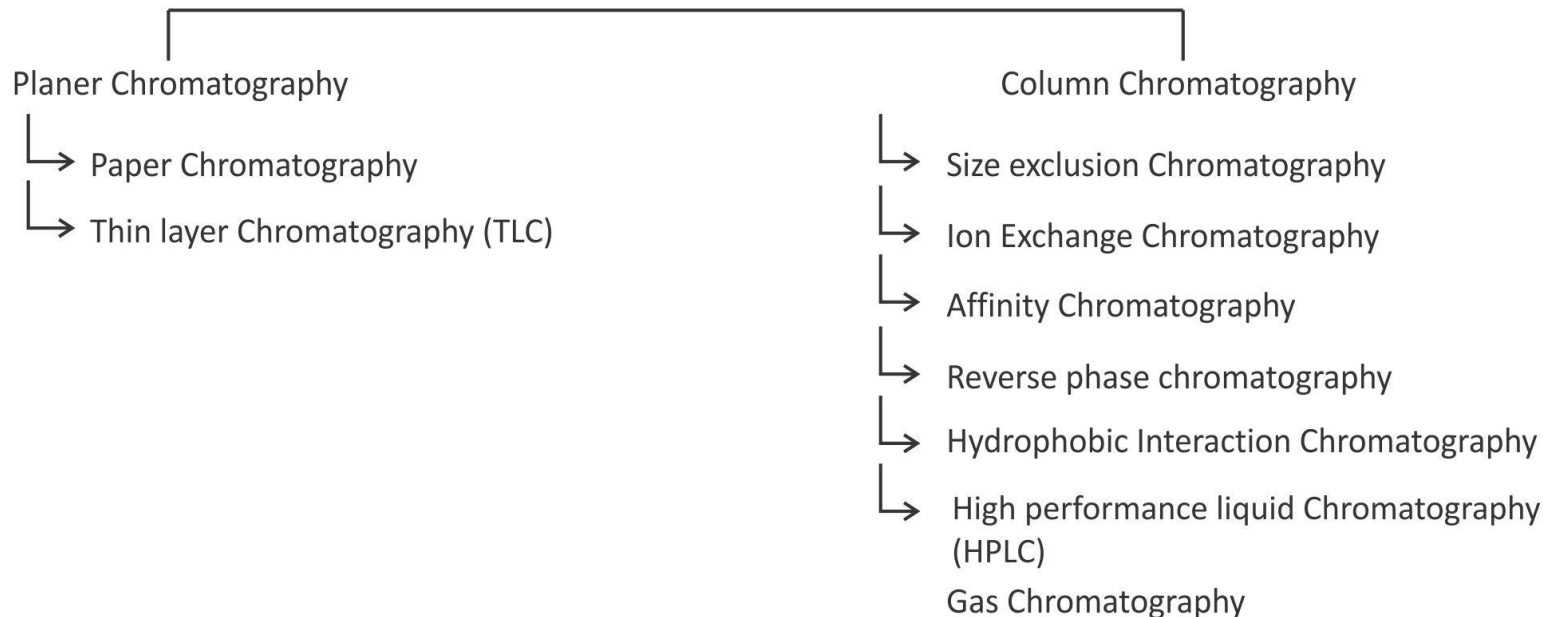 Planer Chromatography
Paper Chromatography
Thin layer Chromatography (TLC)
Column Chromatography
Size exclusion Chromatography
Ion Exchange Chromatography
Affinity Chromatography
Reverse phase chromatography
Hydrophobic Interaction Chromatography
High performance liquid Chromatography
(HPLC)
Gas Chromatography